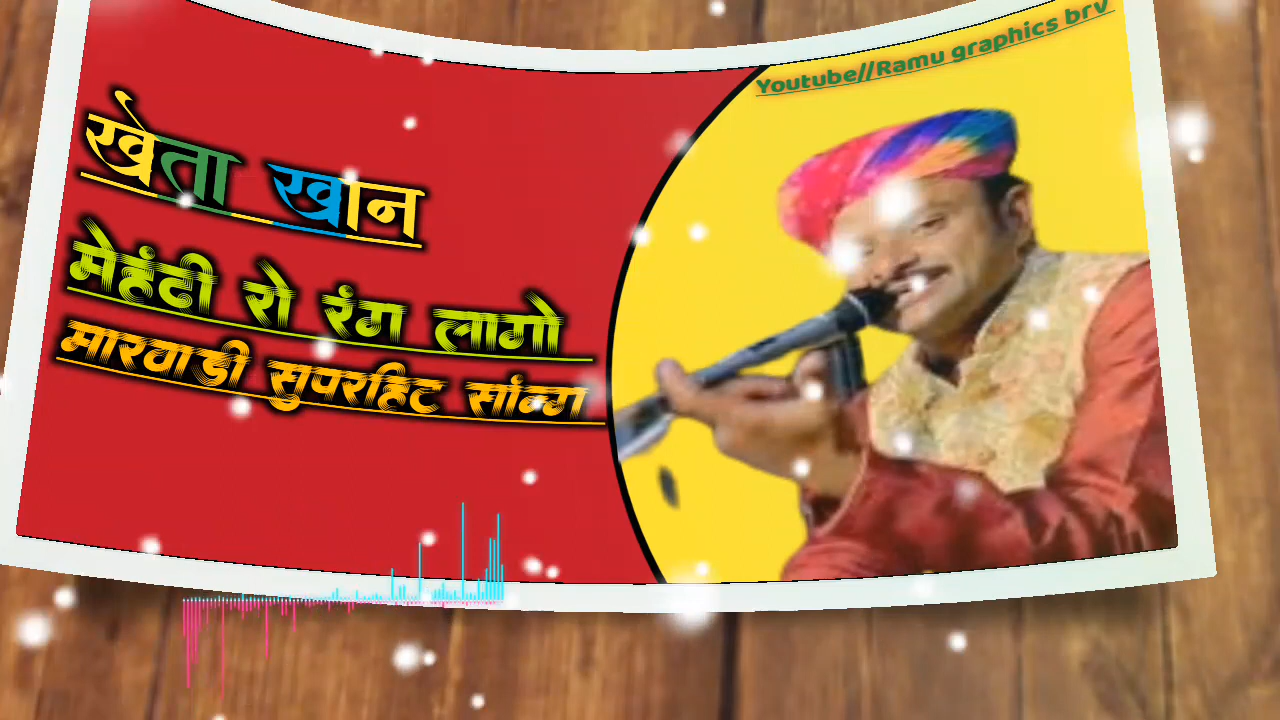 Youtube//Ramu graphics brv
खेता खान
मेहंदी रो रंग लागो
मारवाडी सुपरहिट सांन्ग